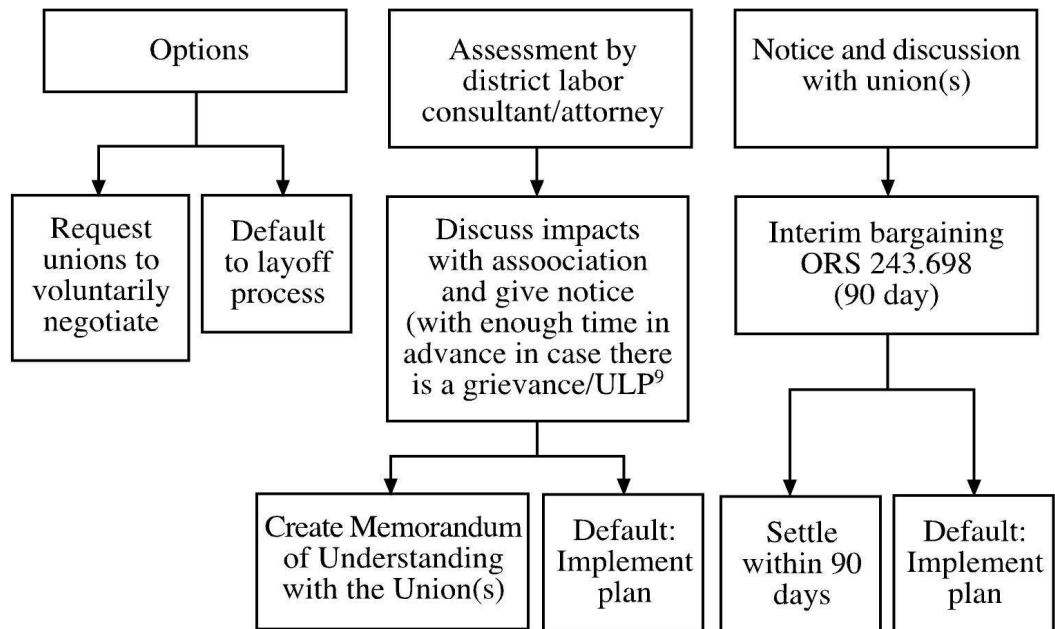 Options
Assessment by
district labor
consultant/attorney
Notice and discussion
with union(s)
Request
unions to
voluntarily
negotiate
Default
to layoff
process
Discuss impacts
with assoociation
and give notice
(with enough time in
advance in case there
is a grievance/ULP⁹
Interim bargaining
ORS 243.698
(90 day)
Create Memorandum
of Understanding
with the Union(s)
Default:
Implement
plan
Settle
within 90
days
Default:
Implement
plan